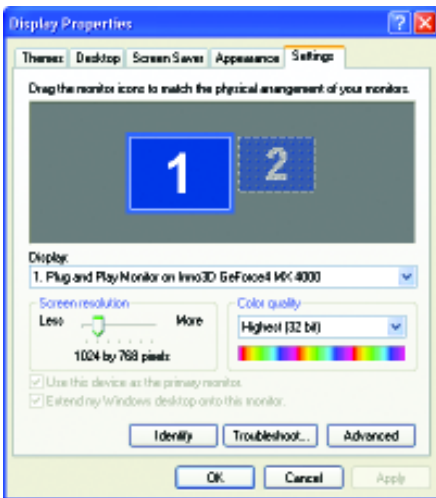 Display Properties
Themes Desktop Screen Saver Appearance Settings
Drag the monitor icons to match the physical arrangement of your monitors.
1 2
Display:
1. Plug and Play Monitor on Inno3D GeForce4 MX 4000
Screen resolution
Less More
1024 by 768 pixels
Color quality
Highest (32 bit)
Use this device as the primary monitor.
Extend my Windows desktop onto this monitor.
Identify Troubleshoot... Advanced
OK Cancel Apply